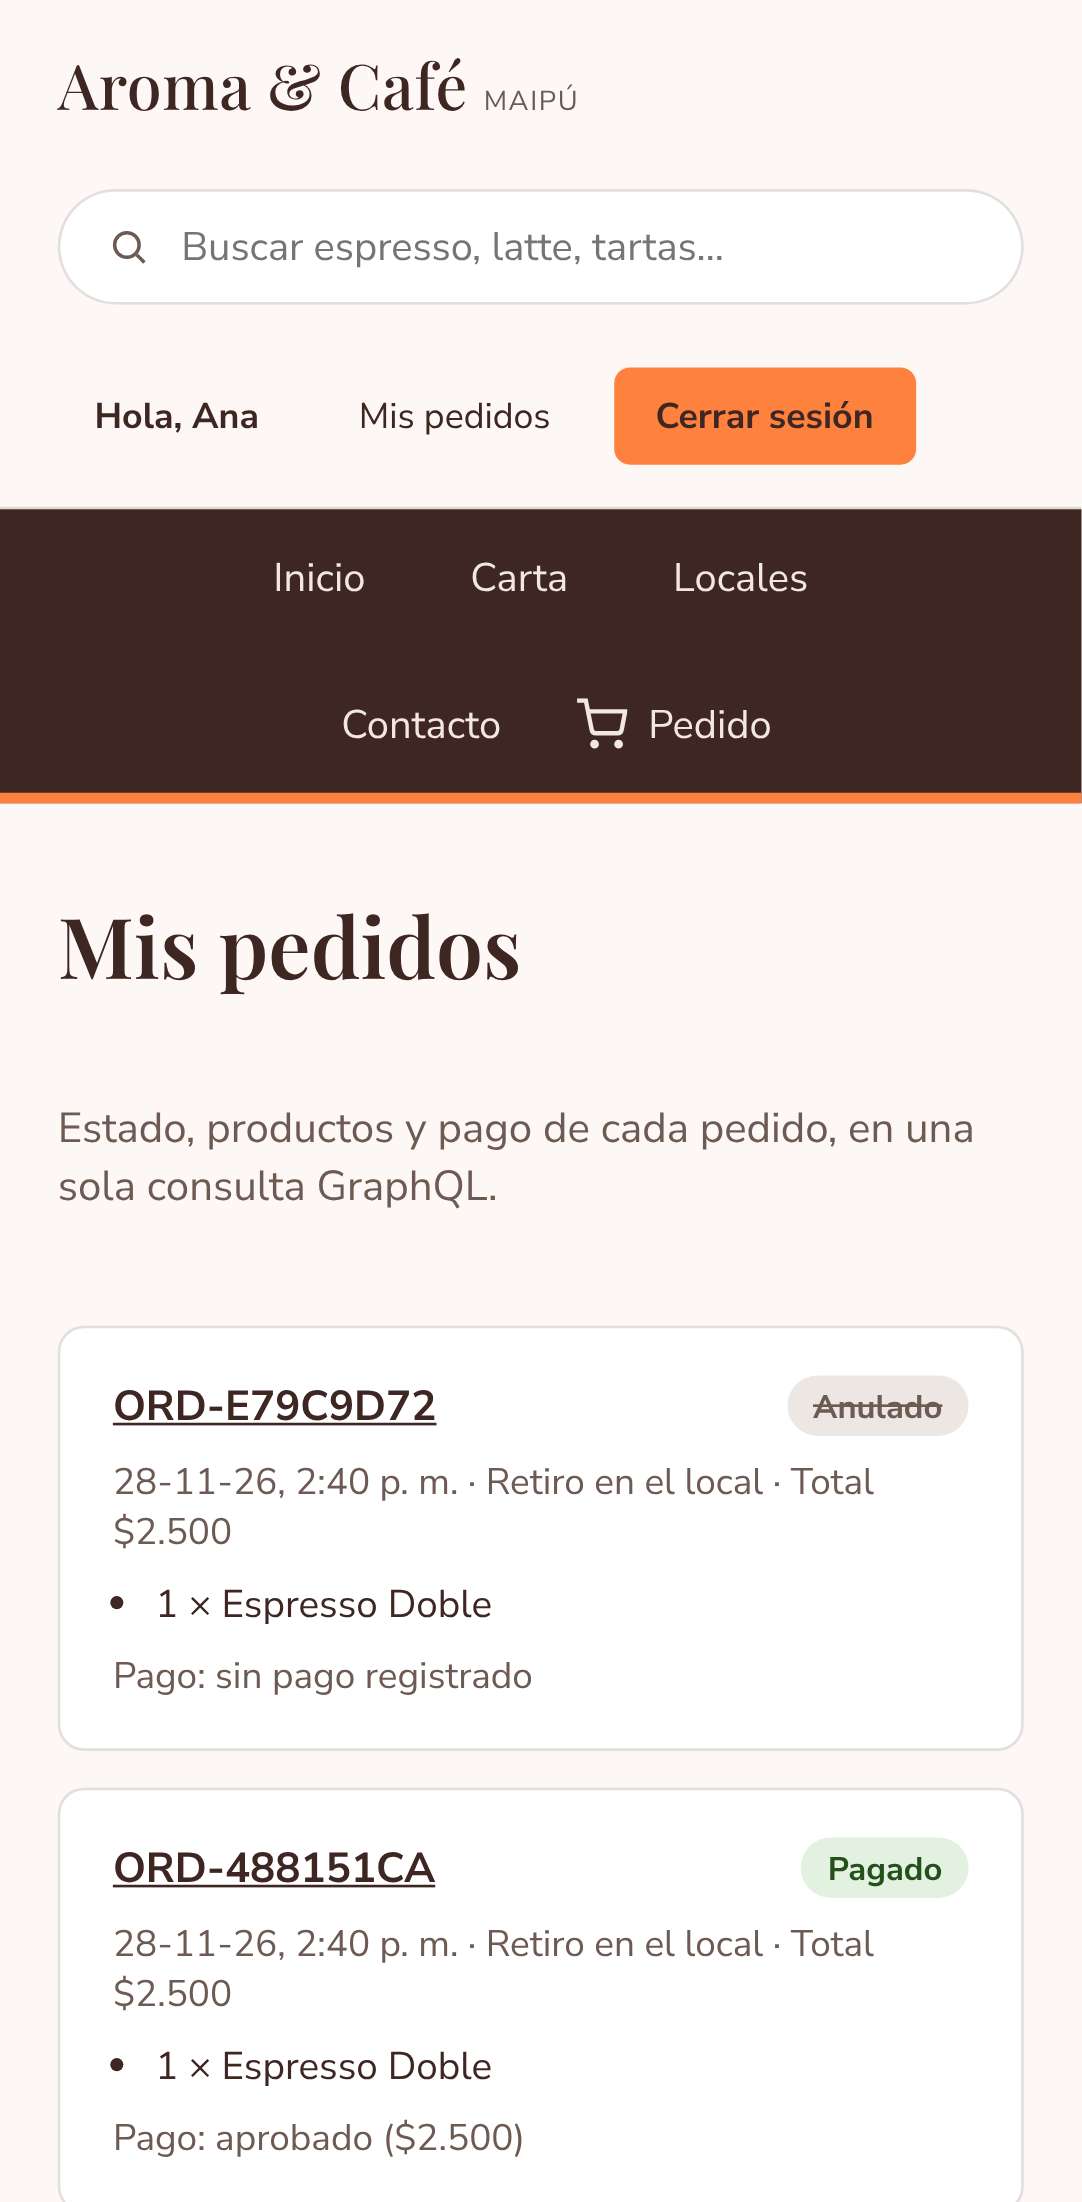 Aroma & Café MAIPÚ
Buscar espresso, latte, tartas...
Hola, Ana Mis pedidos Cerrar sesión
Inicio Carta Locales
Contacto Pedido
Mis pedidos
Estado, productos y pago de cada pedido, en una
sola consulta GraphQL.
ORD-E79C9D72 Anulado
28-11-26, 2:40 p. m. · Retiro en el local · Total
$2.500
• 1 × Espresso Doble
Pago: sin pago registrado
ORD-488151CA Pagado
28-11-26, 2:40 p. m. · Retiro en el local · Total
$2.500
• 1 × Espresso Doble
Pago: aprobado ($2.500)